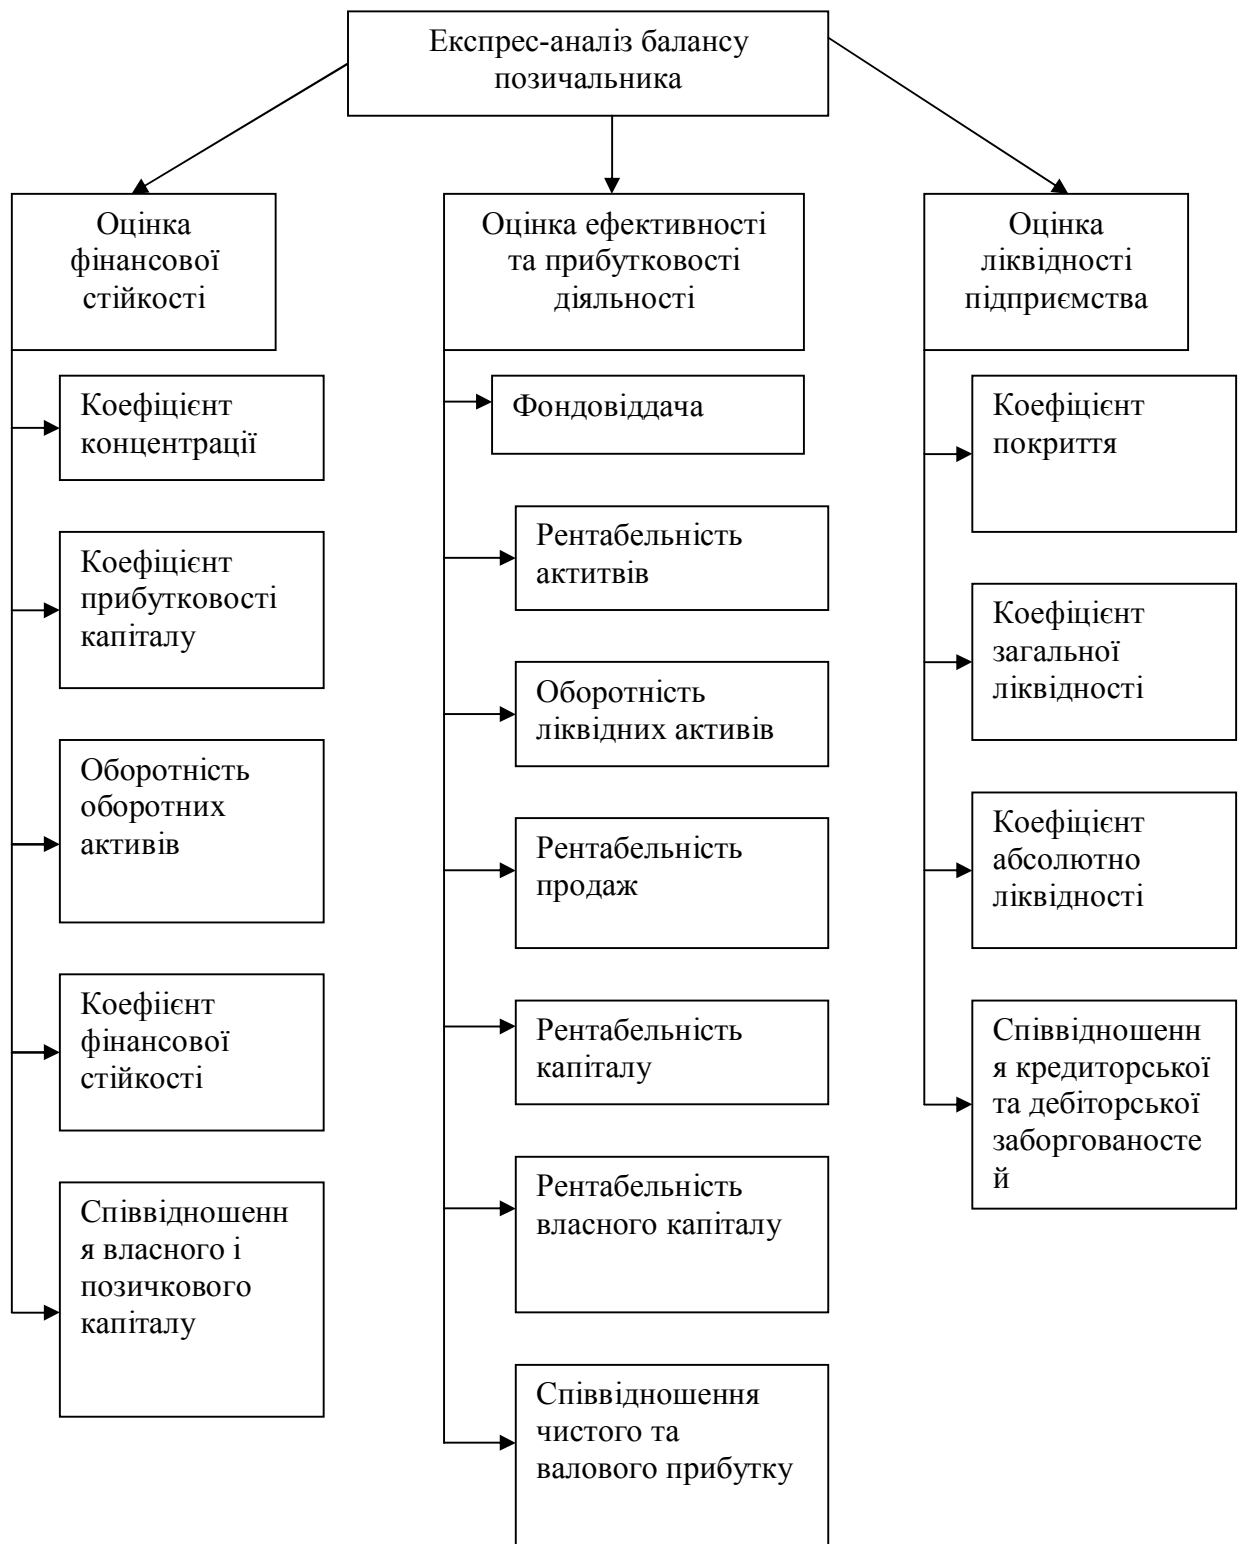 Експрес-аналіз балансу
позичальника
Оцінка
фінансової
стійкості
Коефіцієнт
концентрації
Коефіцієнт
прибутковості
капіталу
Оборотність
оборотних
активів
Коефіієнт
фінансової
стійкості
Співвідношенн
я власного і
позичкового
капіталу
Оцінка ефективності
та прибутковості
діяльності
Фондовіддача
Рентабельність
актитвів
Оборотність
ліквідних активів
Рентабельність
продаж
Рентабельність
капіталу
Рентабельність
власного капіталу
Співвідношення
чистого та
валового прибутку
Оцінка
ліквідності
підприємства
Коефіцієнт
покриття
Коефіцієнт
загальної
ліквідності
Коефіцієнт
абсолютно
ліквідності
Співвідношенн
я кредиторської
та дебіторської
заборгованосте
й